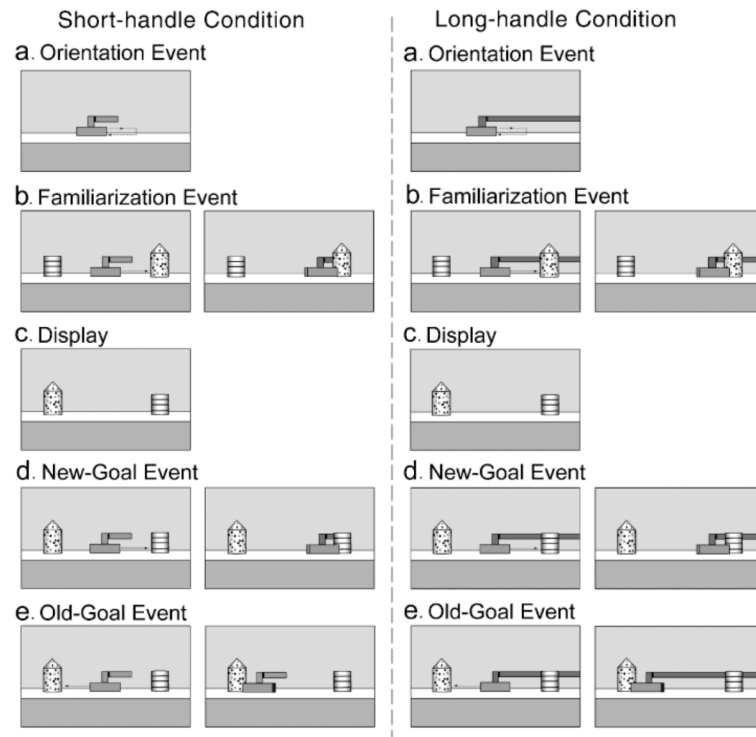 Short-handle Condition
a. Orientation Event
b. Familiarization Event
c. Display
d. New-Goal Event
e. Old-Goal Event
Long-handle Condition
a. Orientation Event
b. Familiarization Event
c. Display
d. New-Goal Event
e. Old-Goal Event